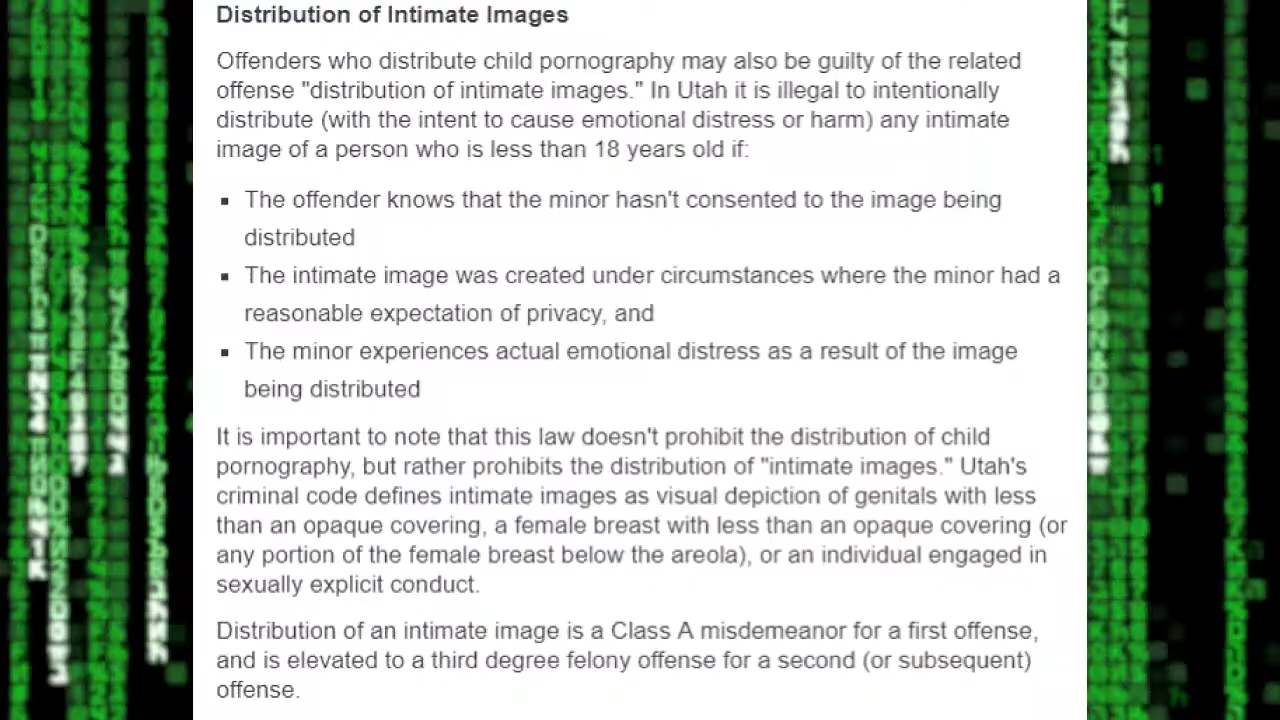 Distribution of Intimate Images
Offenders who distribute child pornography may also be guilty of the related
offense "distribution of intimate images." In Utah it is illegal to intentionally
distribute (with the intent to cause emotional distress or harm) any intimate
image of a person who is less than 18 years old if:
The offender knows that the minor hasn't consented to the image being
distributed
The intimate image was created under circumstances where the minor had a
reasonable expectation of privacy, and
The minor experiences actual emotional distress as a result of the image
being distributed
It is important to note that this law doesn't prohibit the distribution of child
pornography, but rather prohibits the distribution of "intimate images." Utah's
criminal code defines intimate images as visual depiction of genitals with less
than an opaque covering, a female breast with less than an opaque covering (or
any portion of the female breast below the areola), or an individual engaged in
sexually explicit conduct.
Distribution of an intimate image is a Class A misdemeanor for a first offense,
and is elevated to a third degree felony offense for a second (or subsequent)
offense.